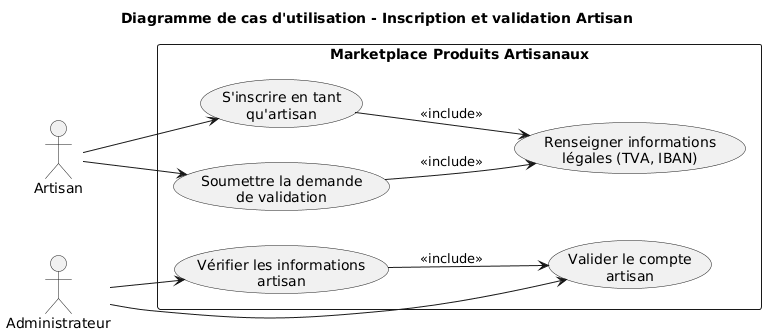 Diagramme de cas d'utilisation - Inscription et validation Artisan
Marketplace Produits Artisanaux
S'inscrire en tant
qu'artisan
«include»
Renseigner informations
légales (TVA, IBAN)
Artisan
«include»
Soumettre la demande
de validation
Vérifier les informations
artisan
«include»
Valider le compte
artisan
Administrateur